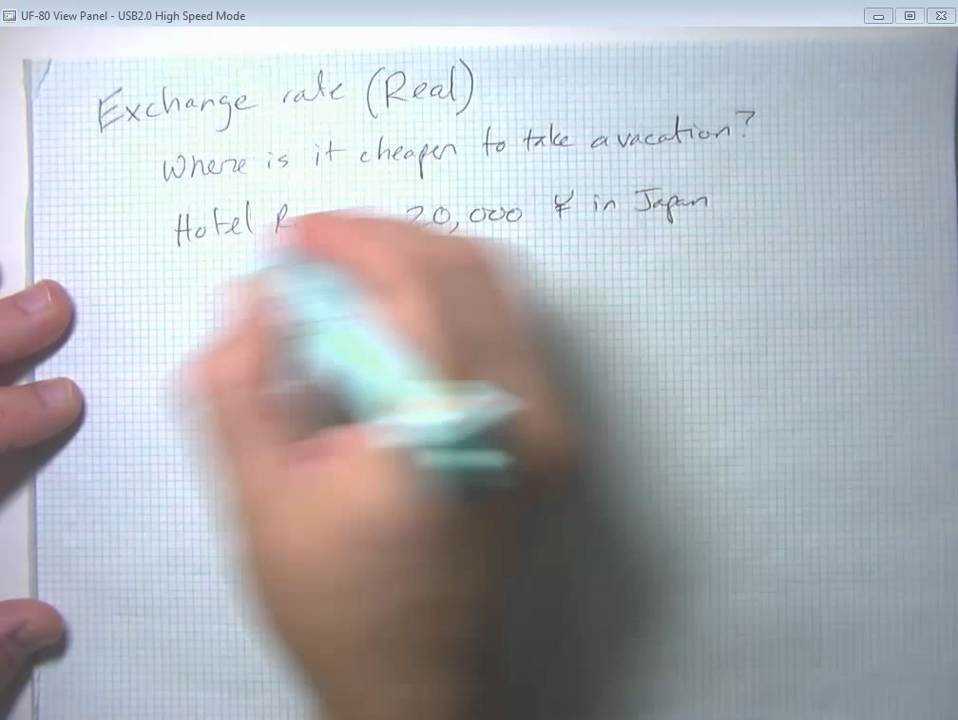 UF-80 View Panel - USB2.0 High Speed Mode
Exchange rate (Real)
Where is it cheaper to take a vacation?
Hotel 20,000 ¥ in Japan